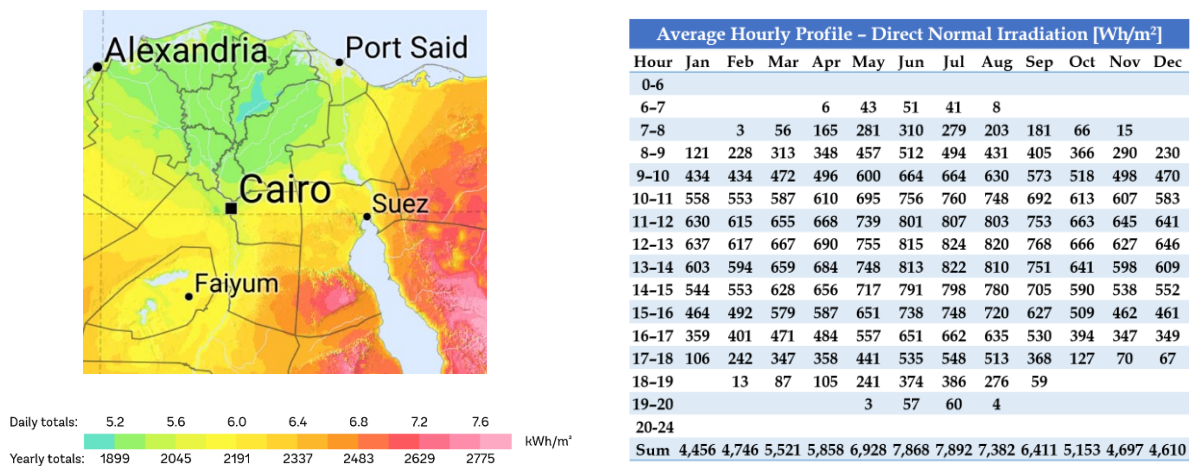 Alexandria
Port Said
Cairo
Suez
Faiyum
Daily totals: 5.2 5.6 6.0 6.4 6.8 7.2 7.6
kWh/m²
Yearly totals: 1899 2045 2191 2337 2483 2629 2775
Average Hourly Profile – Direct Normal Irradiation [Wh/m²]
Hour Jan Feb Mar Apr May Jun Jul Aug Sep Oct Nov Dec
0-6
6–7 6 43 51 41 8
7–8 3 56 165 281 310 279 203 181 66 15
8–9 121 228 313 348 457 512 494 431 405 366 290 230
9–10 434 434 472 496 600 664 664 630 573 518 498 470
10–11 558 553 587 610 695 756 760 748 692 613 607 583
11–12 630 615 655 668 739 801 807 803 753 663 645 641
12–13 637 617 667 690 755 815 824 820 768 666 627 646
13–14 603 594 659 684 748 813 822 810 751 641 598 609
14–15 544 553 628 656 717 791 798 780 705 590 538 552
15–16 464 492 579 587 651 738 748 720 627 509 462 461
16–17 359 401 471 484 557 651 662 635 530 394 347 349
17–18 106 242 347 358 441 535 548 513 368 127 70 67
18–19 13 87 105 241 374 386 276 59
19–20 3 57 60 4
20-24
Sum 4,456 4,746 5,521 5,858 6,928 7,868 7,892 7,382 6,411 5,153 4,697 4,610